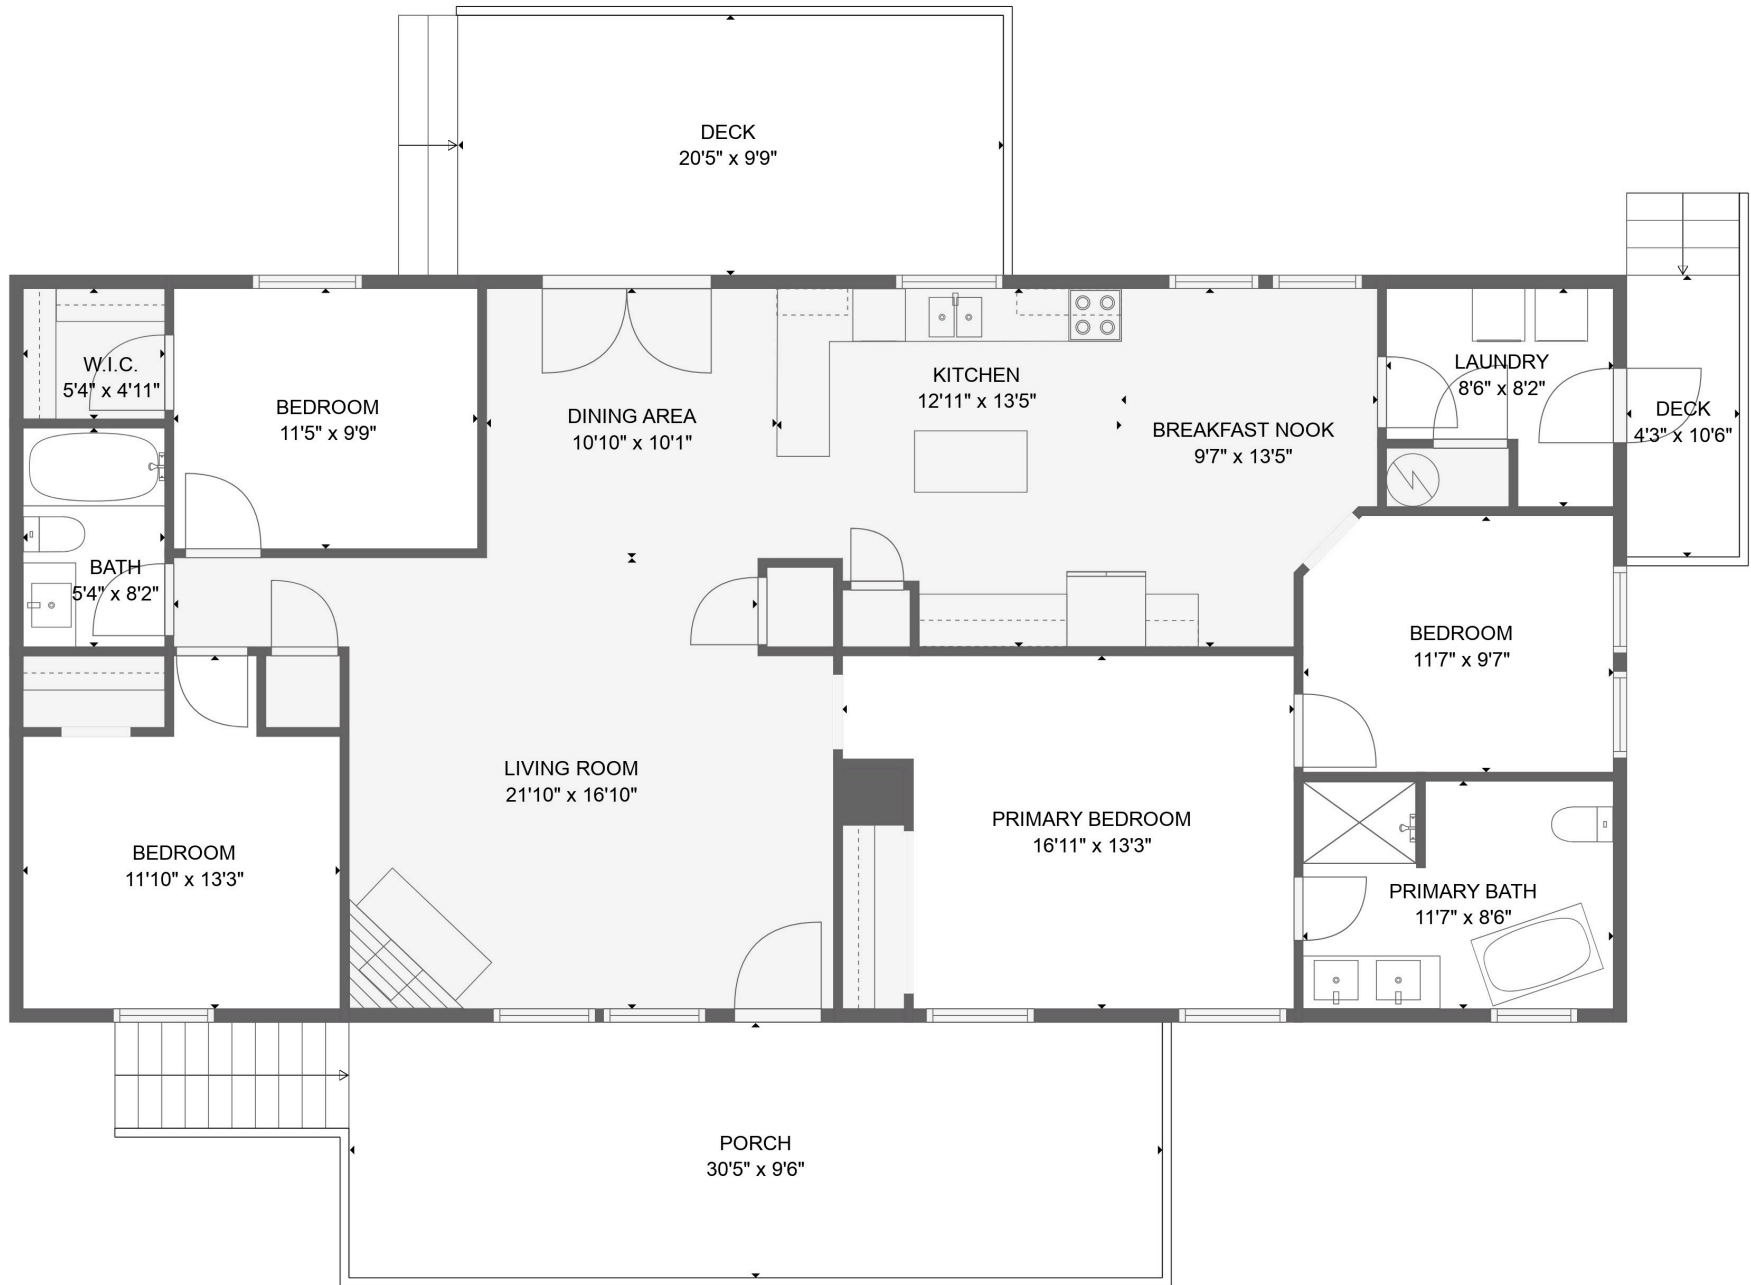 DECK
20'5" x 9'9"
W.I.C.
5'4" x 4'11"
BEDROOM
11'5" x 9'9"
DINING AREA
10'10" x 10'1"
KITCHEN
12'11" x 13'5"
BREAKFAST NOOK
9'7" x 13'5"
LAUNDRY
8'6" x 8'2"
DECK
4'3" x 10'6"
BATH
5'4" x 8'2"
BEDROOM
11'7" x 9'7"
LIVING ROOM
21'10" x 16'10"
PRIMARY BEDROOM
16'11" x 13'3"
BEDROOM
11'10" x 13'3"
PRIMARY BATH
11'7" x 8'6"
PORCH
30'5" x 9'6"